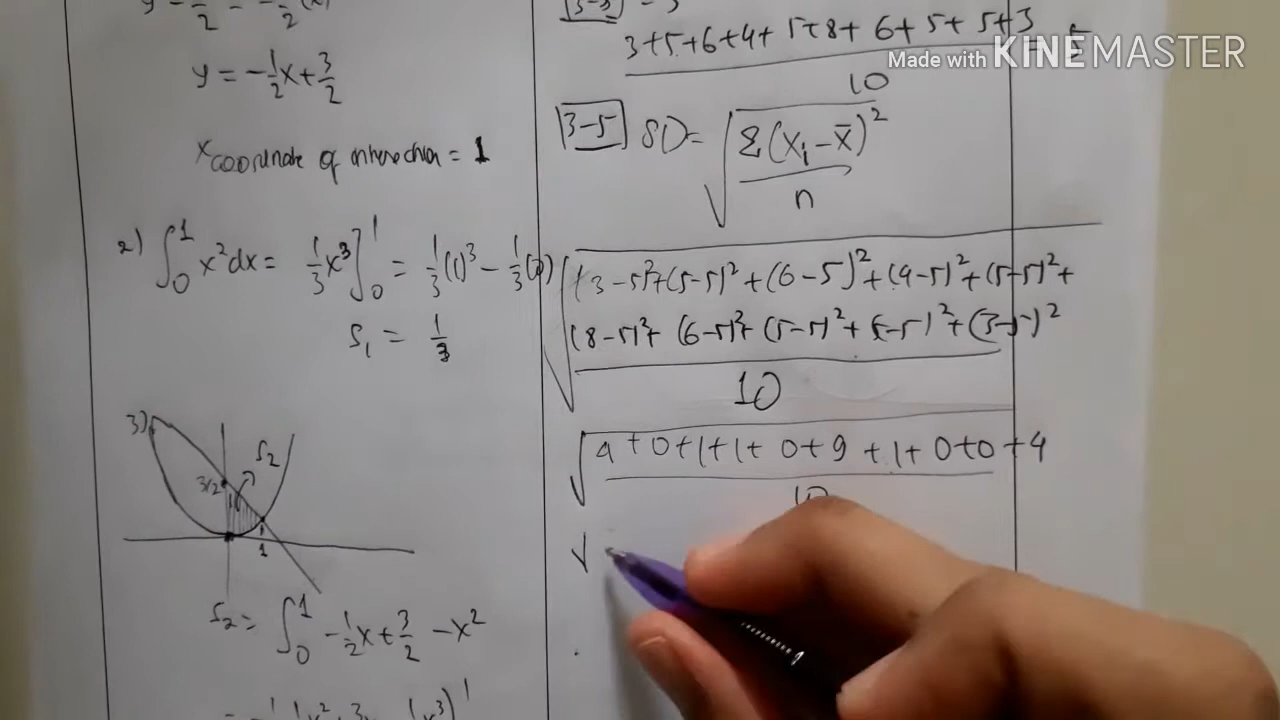 y = -1/2x + 3/2
x coordinate of intersection = 1
2) ∫₀¹ x²dx = 1/3x³]₀¹ = 1/3(1)³ - 1/3(0)
S₁ = 1/3
3)
S₂
3/2
1
S₂ = ∫₀¹ -1/2x + 3/2 - x²
3+5+6+4+5+8+6+5+5+3 = 5
10
Made with KINEMASTER
3-5 SD = √Σ(xᵢ-x̄)²
n
√(3-5)²+(5-5)²+(6-5)²+(4-5)²+(5-5)²+
(8-5)²+(6-5)²+(5-5)²+(5-5)²+(3-5)²
10
√4+0+1+1+0+9+1+0+0+4
10
√